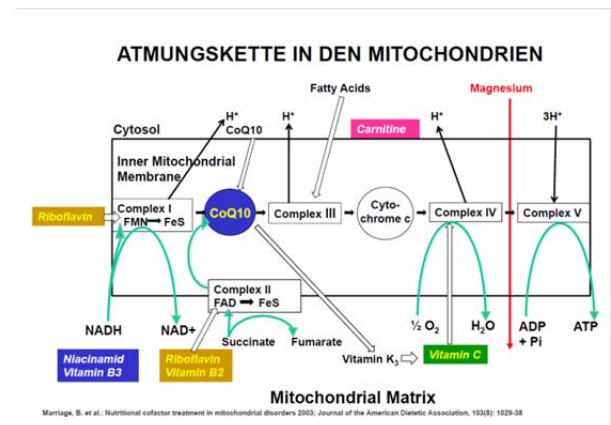 ATMUNGSKETTE IN DEN MITOCHONDRIEN
Fatty Acids
Magnesium
H⁺
CoQ10
H⁺
H⁺
3H⁺
Cytosol
Carnitine
Inner Mitochondrial
Membrane
Riboflavin
Complex I
FMN → FeS
CoQ10
Complex III
Cyto-
chrome c
Complex IV
Complex V
Complex II
FAD → FeS
NADH
NAD+
Succinate
Fumarate
½ O₂
H₂O
ADP
+ Pi
ATP
Niacinamid
Vitamin B3
Riboflavin
Vitamin B2
Vitamin K₃
Vitamin C
Mitochondrial Matrix
Marriage, B. et al.: Nutritional cofactor treatment in mitochondrial disorders 2003; Journal of the American Dietetic Association, 103(8): 1029-38